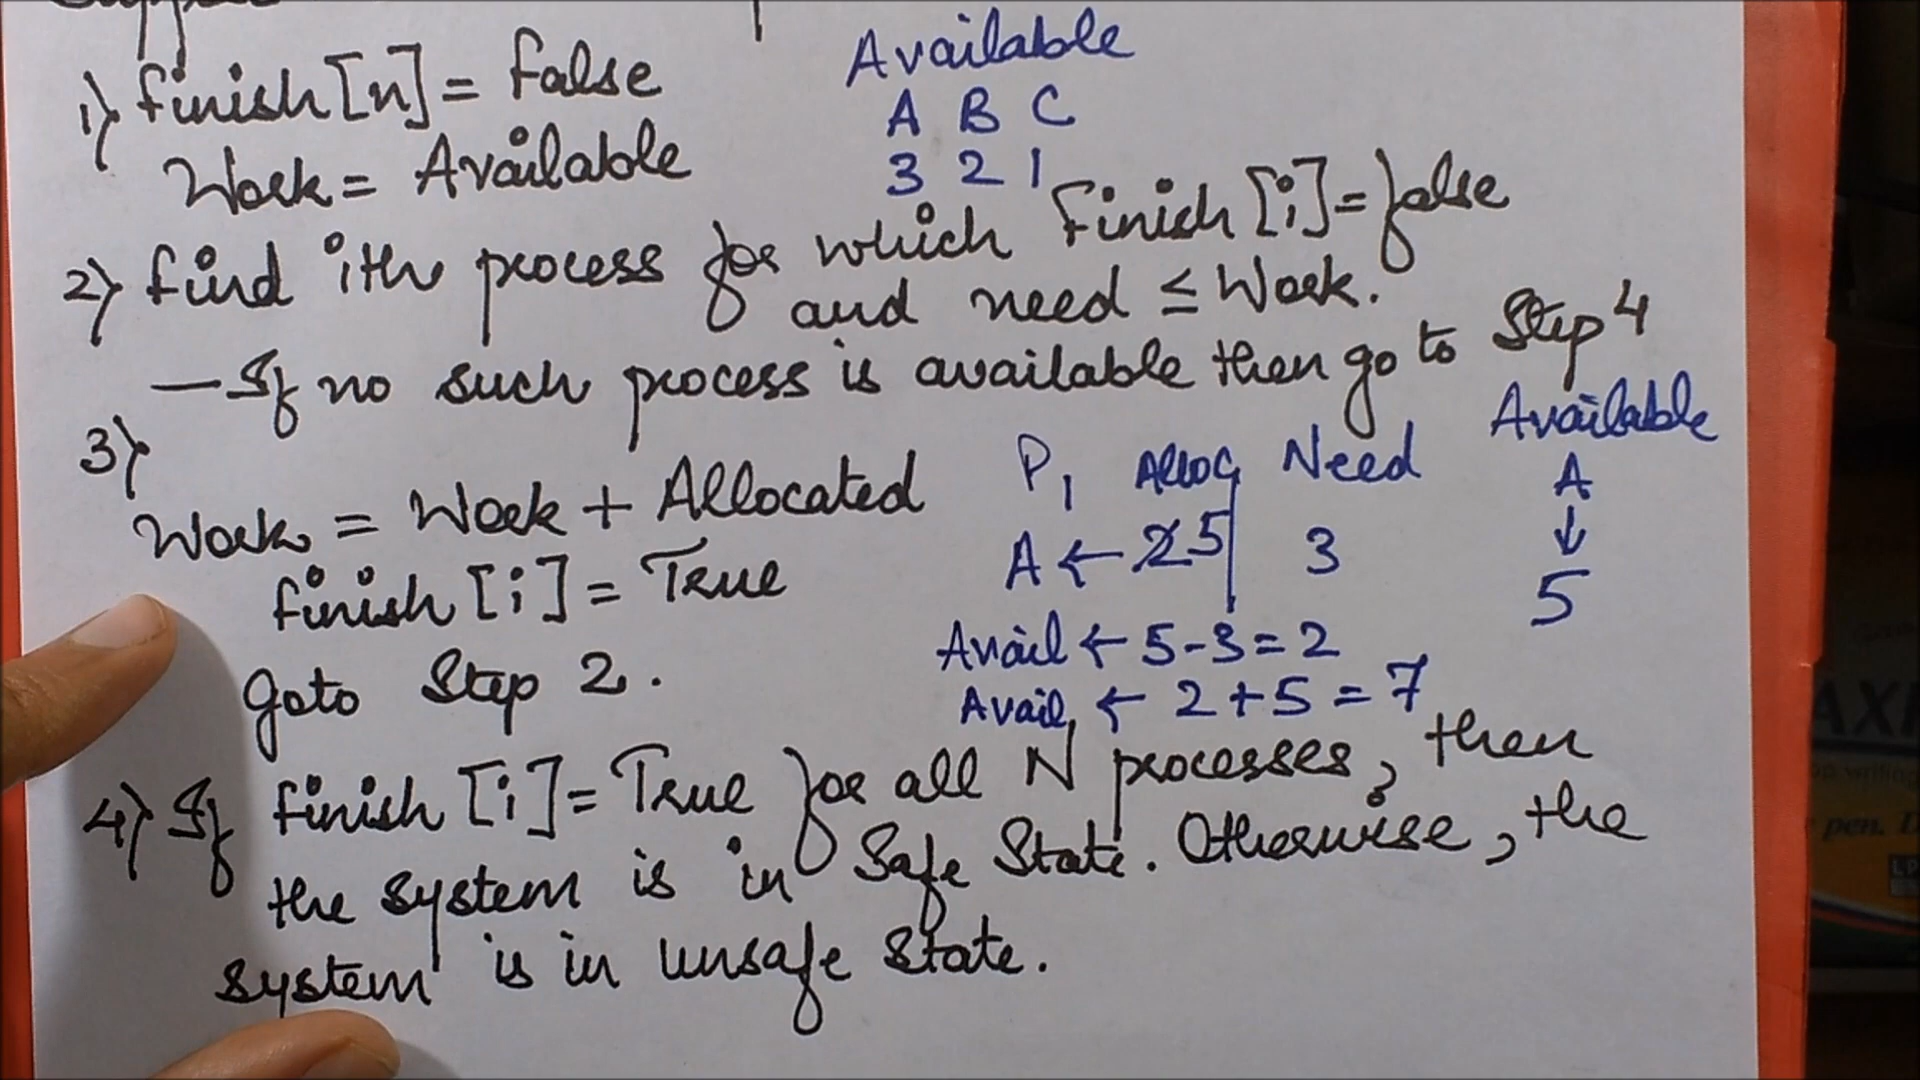 1) finish[n] = false
Work = Available
Available
A B C
3 2 1
2) find ith process for which finish[i] = false
and need ≤ Work.
— If no such process is available then go to Step 4
3)
Work = Work + Allocated
finish[i] = True
Goto Step 2.
P1 Alloc Need
A ← 2 5 3
Available
A
↓
5
Avail ← 5-3=2
Avail ← 2+5=7
4) If finish[i] = True for all N processes, then
the system is in Safe State. Otherwise, the
system is in unsafe state.
pen.